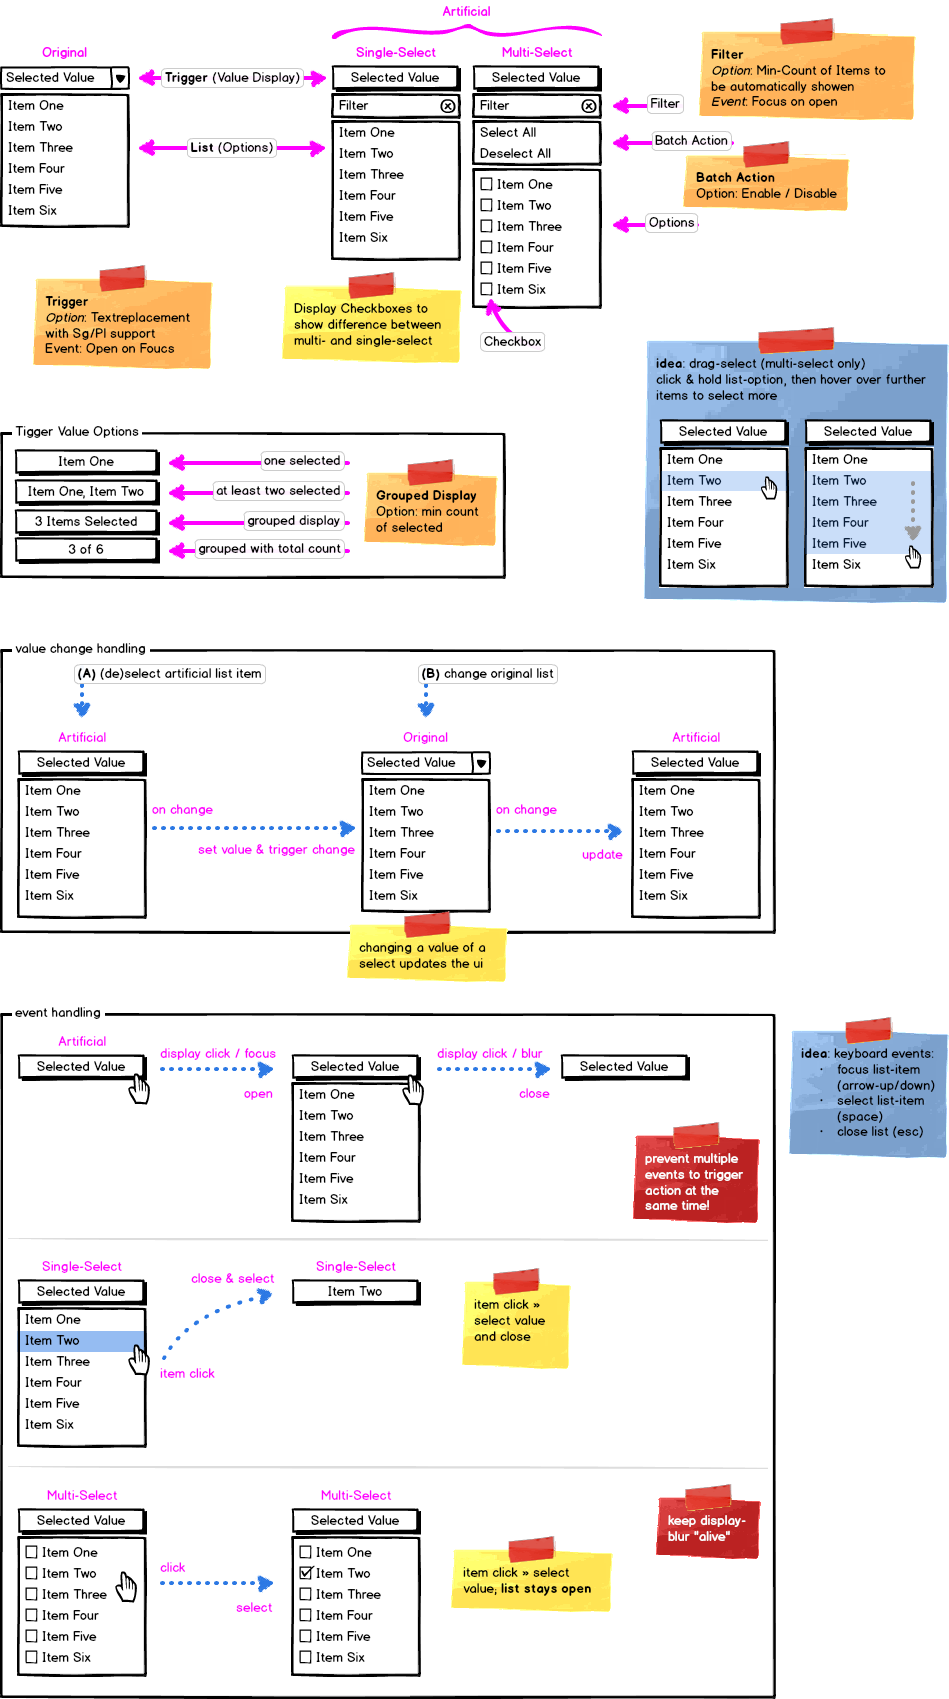 Artificial
Original
Single-Select
Multi-Select
Selected Value
Item One
Item Two
Item Three
Item Four
Item Five
Item Six
Trigger (Value Display)
List (Options)
Selected Value
Filter
Item One
Item Two
Item Three
Item Four
Item Five
Item Six
Selected Value
Filter
Select All
Deselect All
Item One
Item Two
Item Three
Item Four
Item Five
Item Six
Filter
Batch Action
Options
Checkbox
Filter
Option: Min-Count of Items to
be automatically showen
Event: Focus on open
Batch Action
Option: Enable / Disable
Trigger
Option: Textreplacement
with Sg/Pl support
Event: Open on Foucs
Display Checkboxes to
show difference between
multi- and single-select
idea: drag-select (multi-select only)
click & hold list-option, then hover over further
items to select more
Selected Value
Item One
Item Two
Item Three
Item Four
Item Five
Item Six
Selected Value
Item One
Item Two
Item Three
Item Four
Item Five
Item Six
Tigger Value Options
Item One
one selected
Item One, Item Two
at least two selected
3 Items Selected
grouped display
3 of 6
grouped with total count
Grouped Display
Option: min count
of selected
value change handling
(A) (de)select artificial list item
(B) change original list
Artificial
Selected Value
Item One
Item Two
Item Three
Item Four
Item Five
Item Six
on change
set value & trigger change
Original
Selected Value
Item One
Item Two
Item Three
Item Four
Item Five
Item Six
on change
update
Artificial
Selected Value
Item One
Item Two
Item Three
Item Four
Item Five
Item Six
changing a value of a
select updates the ui
event handling
Artificial
Selected Value
display click / focus
open
Selected Value
Item One
Item Two
Item Three
Item Four
Item Five
Item Six
display click / blur
close
Selected Value
prevent multiple
events to trigger
action at the
same time!
idea: keyboard events:
· focus list-item
(arrow-up/down)
· select list-item
(space)
· close list (esc)
Single-Select
Selected Value
Item One
Item Two
Item Three
Item Four
Item Five
Item Six
close & select
item click
Single-Select
Item Two
item click »
select value
and close
Multi-Select
Selected Value
Item One
Item Two
Item Three
Item Four
Item Five
Item Six
click
select
Multi-Select
Selected Value
Item One
Item Two
Item Three
Item Four
Item Five
Item Six
item click » select
value; list stays open
keep display-
blur "alive"